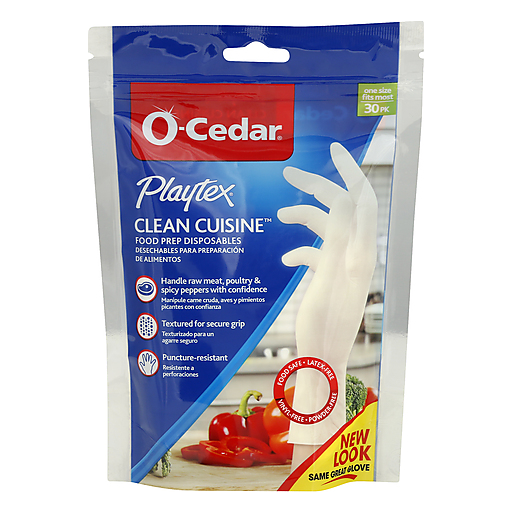 one size
fits most
30 PK
O-Cedar®
Playtex®
CLEAN CUISINE™
FOOD PREP DISPOSABLES
DESECHABLES PARA PREPARACIÓN
DE ALIMENTOS
Handle raw meat, poultry &
spicy peppers with confidence
Manipule carne cruda, aves y pimientos
picantes con confianza
Textured for secure grip
Texturizado para un
agarre seguro
Puncture-resistant
Resistente a
perforaciones
FOOD-SAFE • LATEX-FREE
VINYL-FREE • POWDER-FREE
NEW
LOOK
SAME GREAT GLOVE